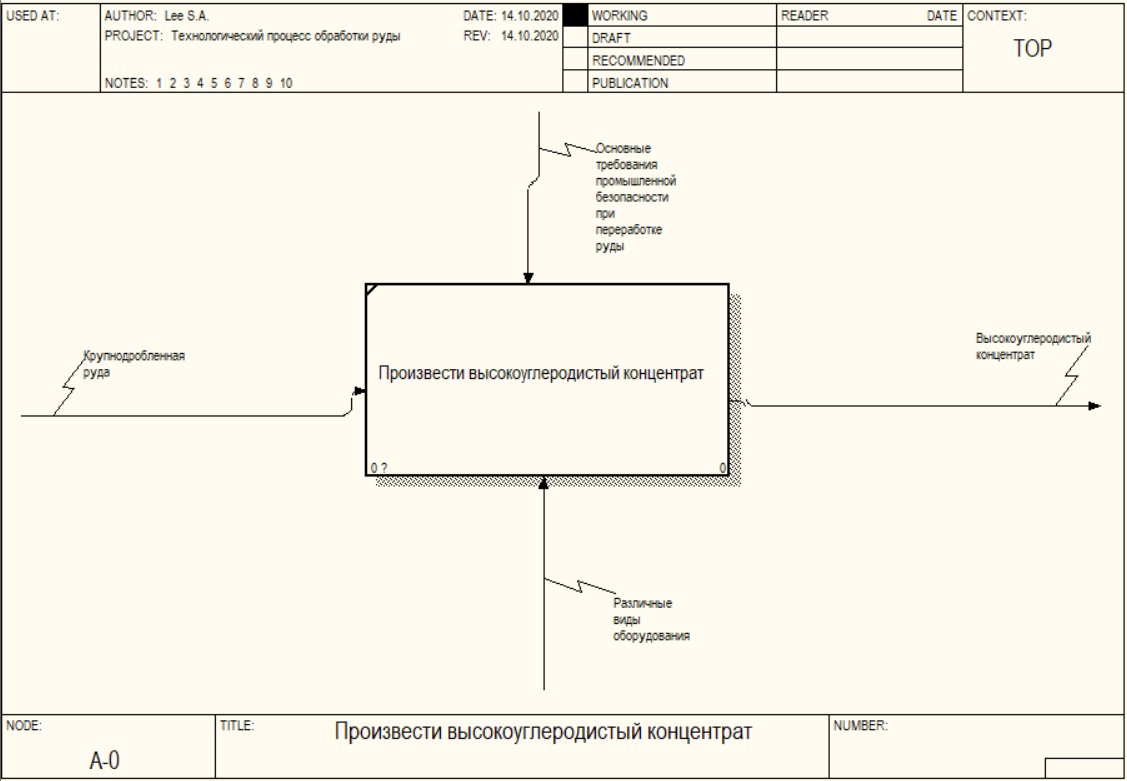 USED AT:
AUTHOR: Lee S.A.
DATE: 14.10.2020
PROJECT: Технологический процесс обработки руды
REV: 14.10.2020
NOTES: 1 2 3 4 5 6 7 8 9 10
WORKING
DRAFT
RECOMMENDED
PUBLICATION
READER
DATE
CONTEXT:
TOP
Основные
требования
промышленной
безопасности
при
переработке
руды
Крупнодробленная
руда
Произвести высокоуглеродистый концентрат
0 ?
0
Высокоуглеродистый
концентрат
Различные
виды
оборудования
NODE:
A-0
TITLE:
Произвести высокоуглеродистый концентрат
NUMBER: